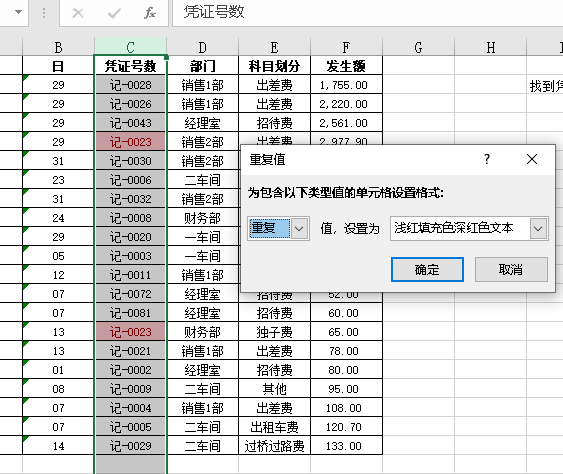 fx 凭证号数
B C D E F G H
日 凭证号数 部门 科目划分 发生额
29 记-0028 销售1部 出差费 1,755.00 找到凭
29 记-0026 销售1部 出差费 2,220.00
29 记-0043 经理室 招待费 2,561.00
29 记-0023 销售2部 出差费 2,977.90
31 记-0030 销售2部
23 记-0006 二车间
31 记-0032 销售2部
24 记-0008 财务部
29 记-0020 一车间
05 记-0003 一车间
12 记-0011 销售1部
07 记-0072 经理室 招待费 52.00
07 记-0081 经理室 招待费 60.00
13 记-0023 财务部 独子费 65.00
13 记-0021 销售1部 出差费 78.00
01 记-0002 经理室 招待费 80.00
08 记-0009 二车间 其他 95.00
07 记-0004 销售1部 出差费 108.00
07 记-0005 二车间 出租车费 120.70
14 记-0029 二车间 过桥过路费 133.00
重复值 ?
为包含以下类型值的单元格设置格式:
重复 值，设置为 浅红填充色深红色文本
确定 取消